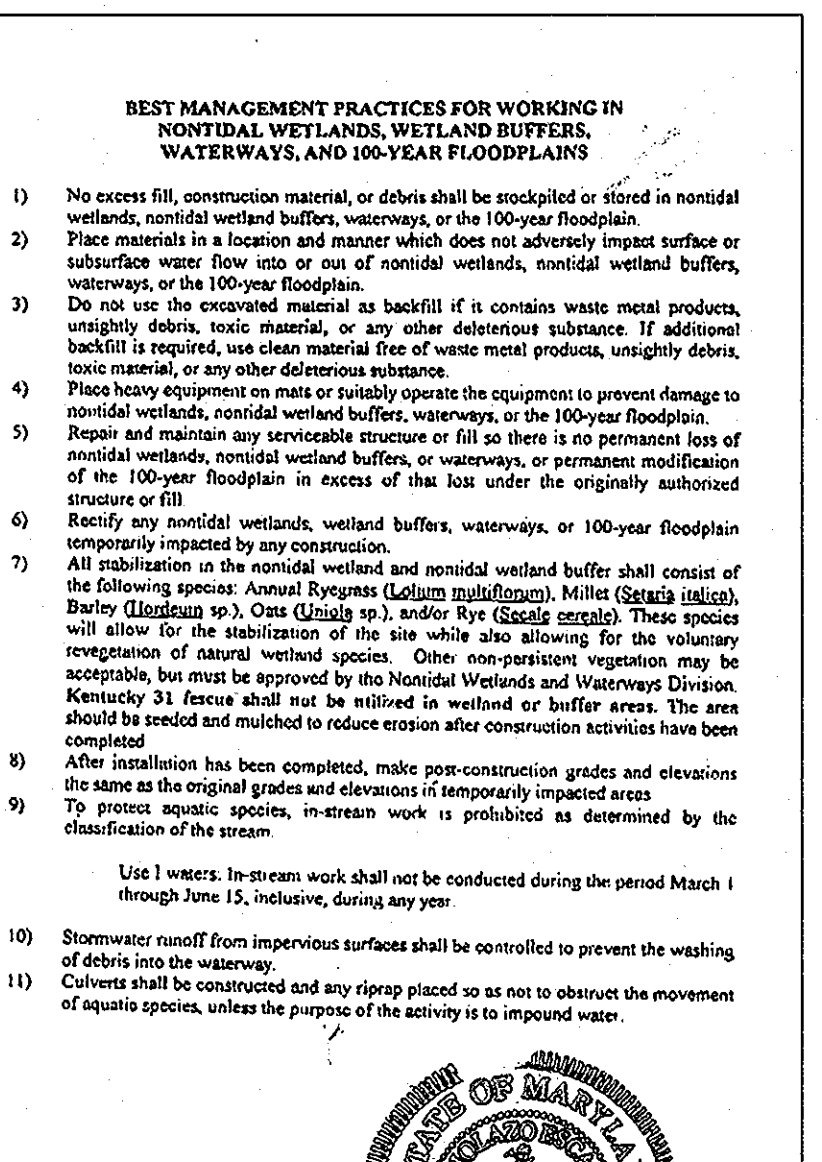 BEST MANAGEMENT PRACTICES FOR WORKING IN
NONTIDAL WETLANDS, WETLAND BUFFERS,
WATERWAYS, AND 100-YEAR FLOODPLAINS
1) No excess fill, construction material, or debris shall be stockpiled or stored in nontidal
wetlands, nontidal wetland buffers, waterways, or the 100-year floodplain.
2) Place materials in a location and manner which does not adversely impact surface or
subsurface water flow into or out of nontidal wetlands, nontidal wetland buffers,
waterways, or the 100-year floodplain.
3) Do not use the excavated material as backfill if it contains waste metal products,
unsightly debris, toxic material, or any other deleterious substance. If additional
backfill is required, use clean material free of waste metal products, unsightly debris,
toxic material, or any other deleterious substance.
4) Place heavy equipment on mats or suitably operate the equipment to prevent damage to
nontidal wetlands, nontidal wetland buffers, waterways, or the 100-year floodplain.
5) Repair and maintain any serviceable structure or fill so there is no permanent loss of
nontidal wetlands, nontidal wetland buffers, or waterways, or permanent modification
of the 100-year floodplain in excess of that lost under the originally authorized
structure or fill
6) Rectify any nontidal wetlands, wetland buffers, waterways, or 100-year floodplain
temporarily impacted by any construction.
7) All stabilization in the nontidal wetland and nontidal wetland buffer shall consist of
the following species: Annual Ryegrass (Lolium multiflorum), Millet (Setaria italica),
Barley (Hordeum sp.), Oats (Uniola sp.), and/or Rye (Secale cereale). These species
will allow for the stabilization of the site while also allowing for the voluntary
revegetation of natural wetland species. Other non-persistent vegetation may be
acceptable, but must be approved by the Nontidal Wetlands and Waterways Division.
Kentucky 31 fescue shall not be utilized in wetland or buffer areas. The area
should be seeded and mulched to reduce erosion after construction activities have been
completed
8) After installation has been completed, make post-construction grades and elevations
the same as the original grades and elevations in temporarily impacted areas
9) To protect aquatic species, in-stream work is prohibited as determined by the
classification of the stream.
Use I waters: In-stream work shall not be conducted during the period March 1
through June 15, inclusive, during any year.
10) Stormwater runoff from impervious surfaces shall be controlled to prevent the washing
of debris into the waterway.
11) Culverts shall be constructed and any riprap placed so as not to obstruct the movement
of aquatic species, unless the purpose of the activity is to impound water.
STATE OF MARYLA